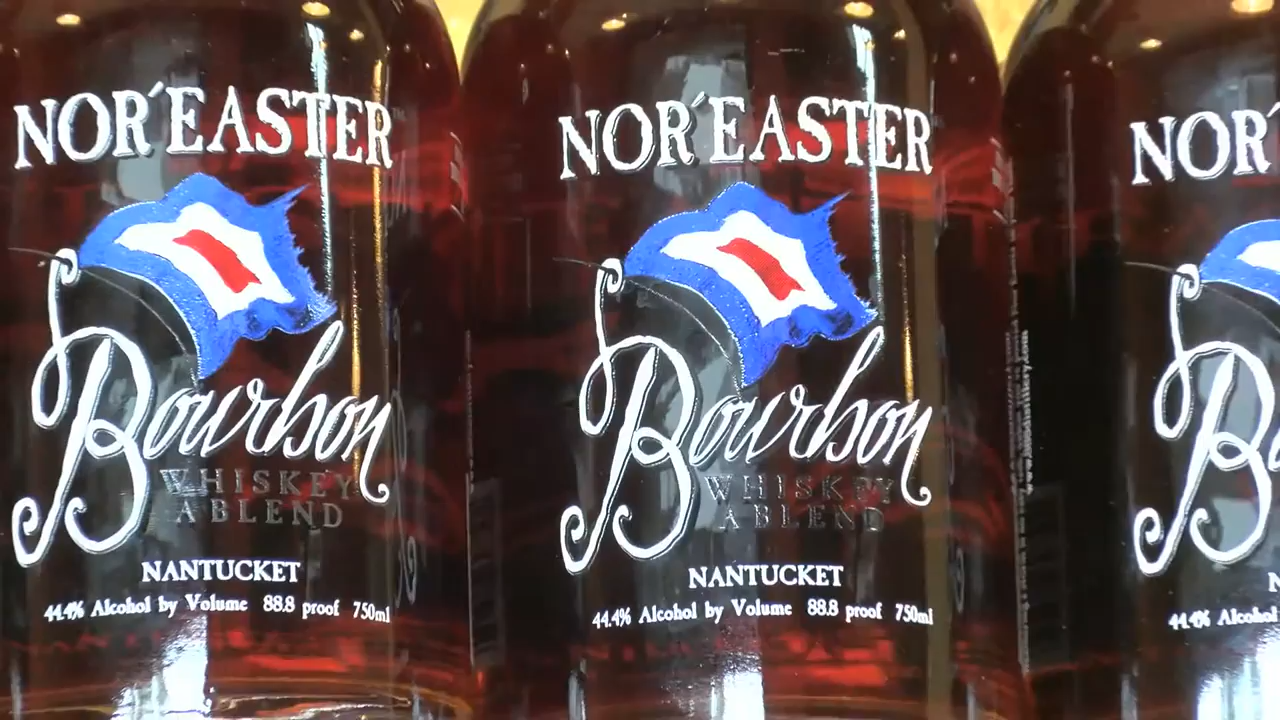 NOR'EASTER
Bourbon
WHISKEY
A BLEND
NANTUCKET
44.4% Alcohol by Volume 88.8 proof 750ml
NOR'EASTER
Bourbon
WHISKEY
A BLEND
NANTUCKET
44.4% Alcohol by Volume 88.8 proof 750ml
NOR'
B
N
44.4% Alcohol